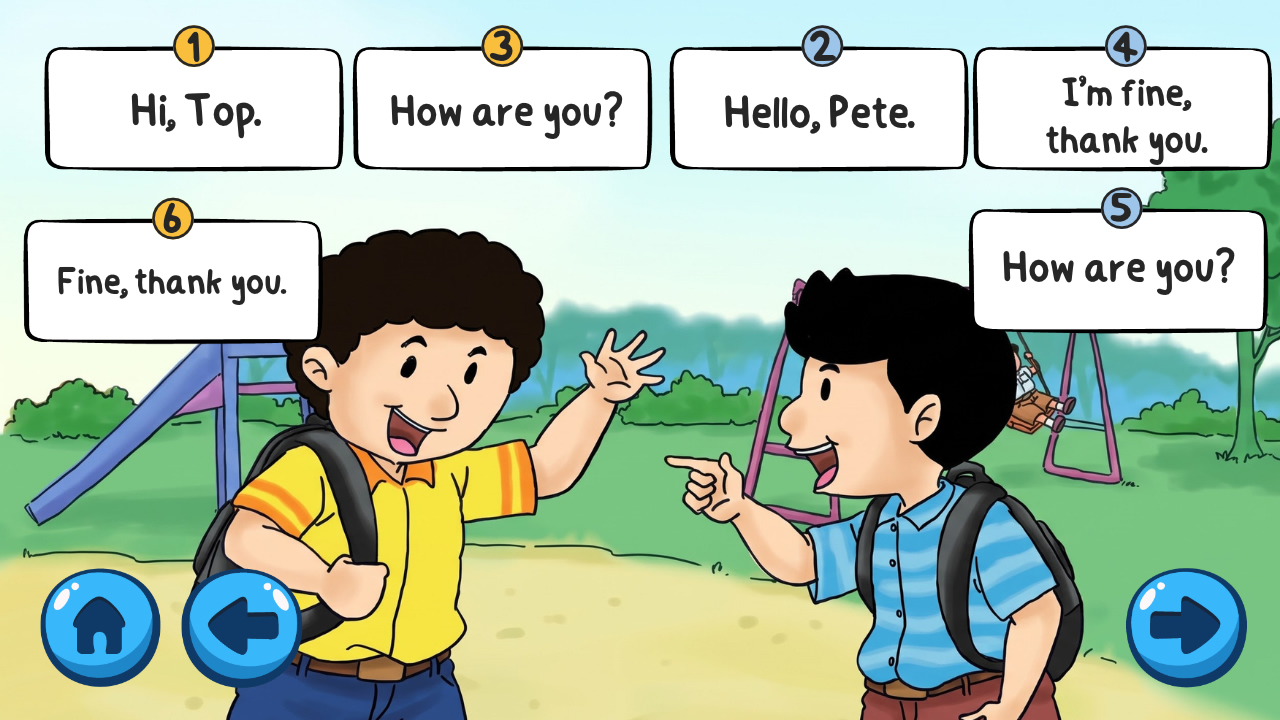 1
Hi, Top.
3
How are you?
2
Hello, Pete.
4
I'm fine,
thank you.
6
Fine, thank you.
5
How are you?